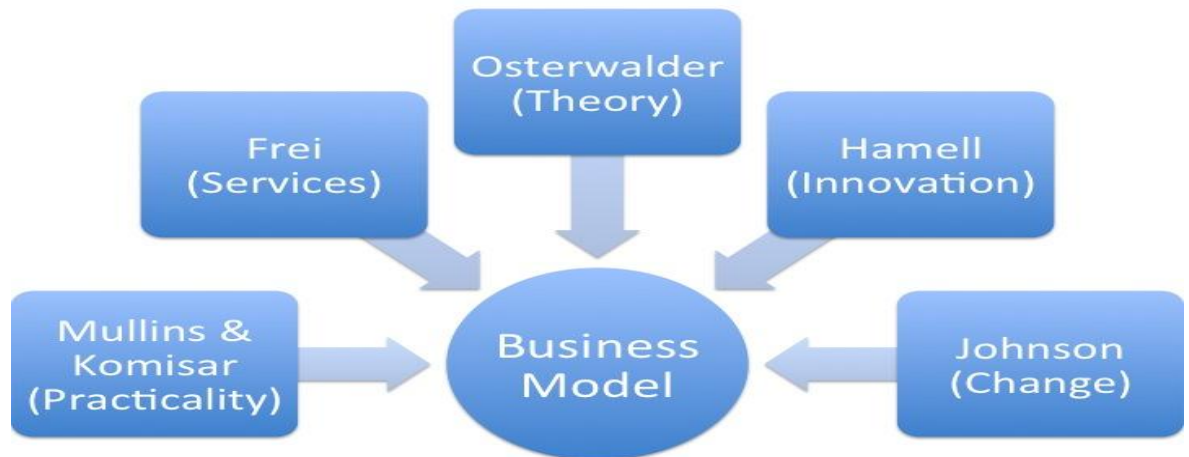 Osterwalder
(Theory)
Frei
(Services)
Hamell
(Innovation)
Mullins &
Komisar
(Practicality)
Business
Model
Johnson
(Change)